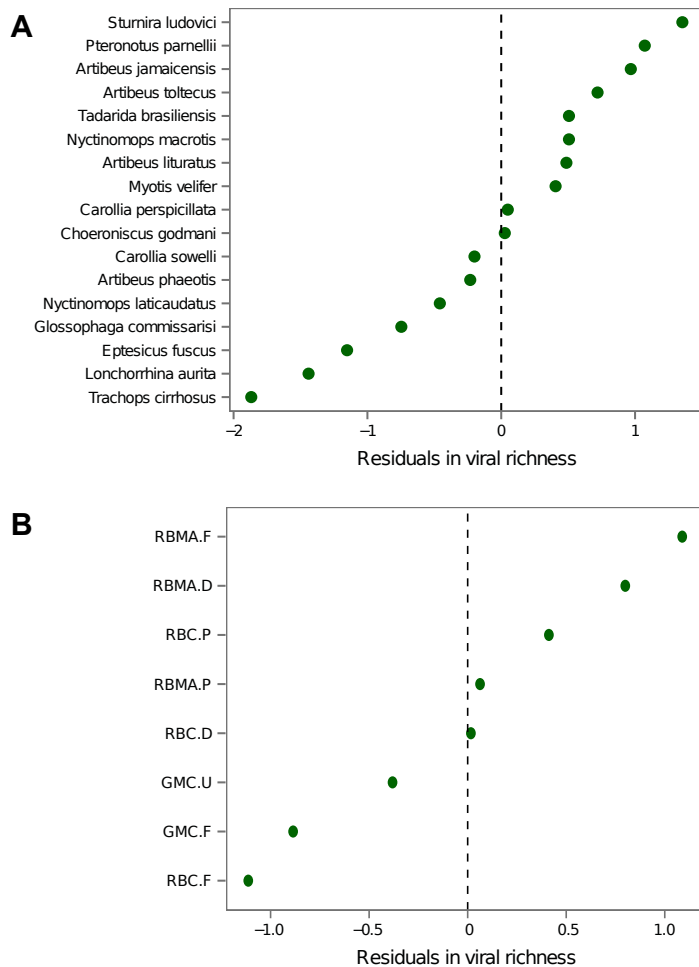 A
Sturnira ludovici
Pteronotus parnellii
Artibeus jamaicensis
Artibeus toltecus
Tadarida brasiliensis
Nyctinomops macrotis
Artibeus lituratus
Myotis velifer
Carollia perspicillata
Choeroniscus godmani
Carollia sowelli
Artibeus phaeotis
Nyctinomops laticaudatus
Glossophaga commissarisi
Eptesicus fuscus
Lonchorrhina aurita
Trachops cirrhosus
−2 −1 0 1
Residuals in viral richness
B
RBMA.F
RBMA.D
RBC.P
RBMA.P
RBC.D
GMC.U
GMC.F
RBC.F
−1.0 −0.5 0 0.5 1.0
Residuals in viral richness